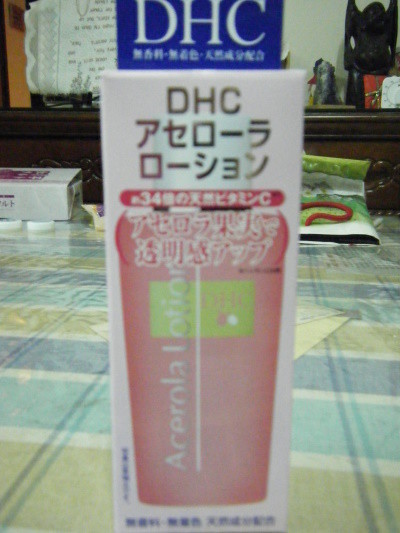 DHC
無香料・無着色・天然成分配合
DHC
アセローラ
ローション
約34倍の天然ビタミンC
アセロラ果実で
透明感アップ
DHC
Acerola Lotion
無香料・無着色 天然成分配合